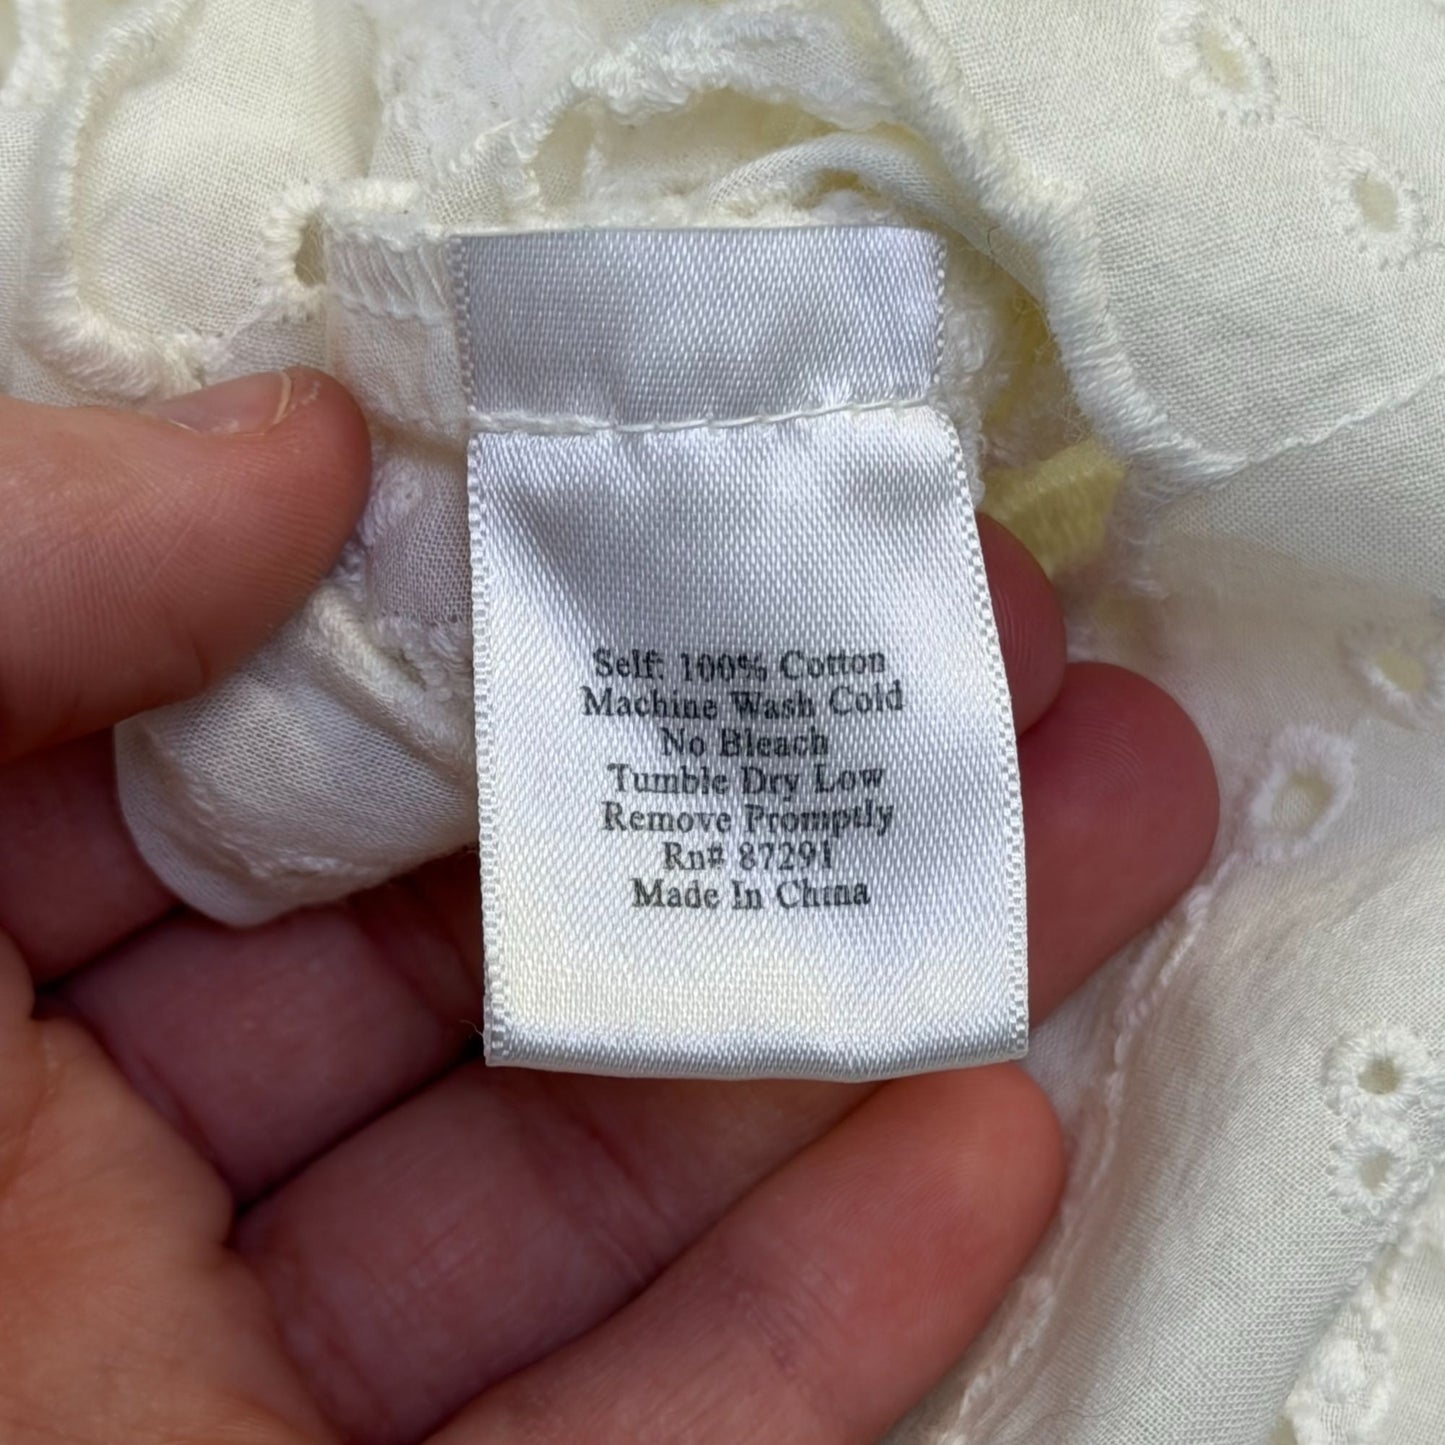 Self: 100% Cotton
Machine Wash Cold
No Bleach
Tumble Dry Low
Remove Promptly
Rn# 87291
Made In China